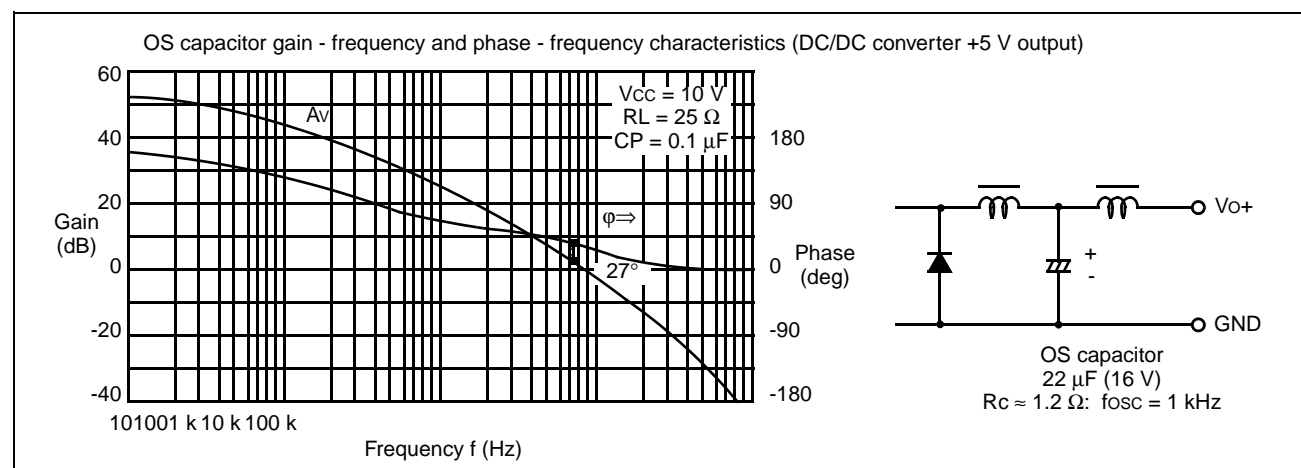 OS capacitor gain - frequency and phase - frequency characteristics (DC/DC converter +5 V output)
60
40
20
0
-20
-40
Gain
(dB)
AV
VCC = 10 V
RL = 25 Ω
CP = 0.1 µF
φ⇒
27°
180
90
0
-90
-180
Phase
(deg)
101001 k 10 k 100 k
Frequency f (Hz)
VO+
+
-
GND
OS capacitor
22 µF (16 V)
Rc ≈ 1.2 Ω: fOSC = 1 kHz